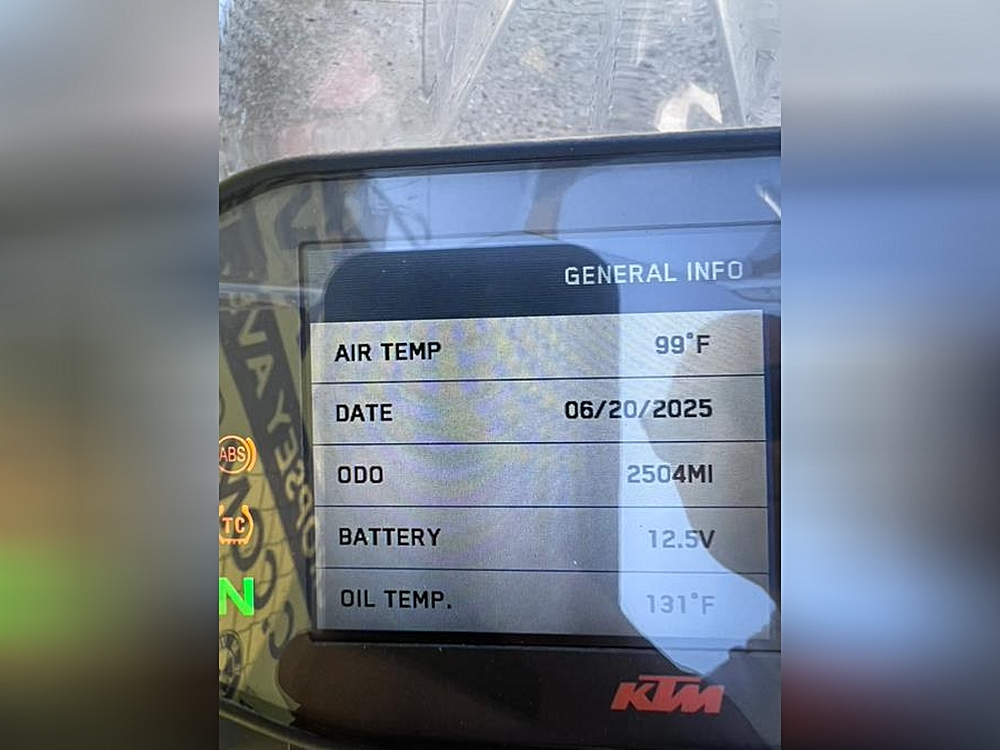 GENERAL INFO
AIR TEMP 99°F
DATE 06/20/2025
ODO 2504MI
BATTERY 12.5V
OIL TEMP. 131°F
ABS
TC
N
KTM